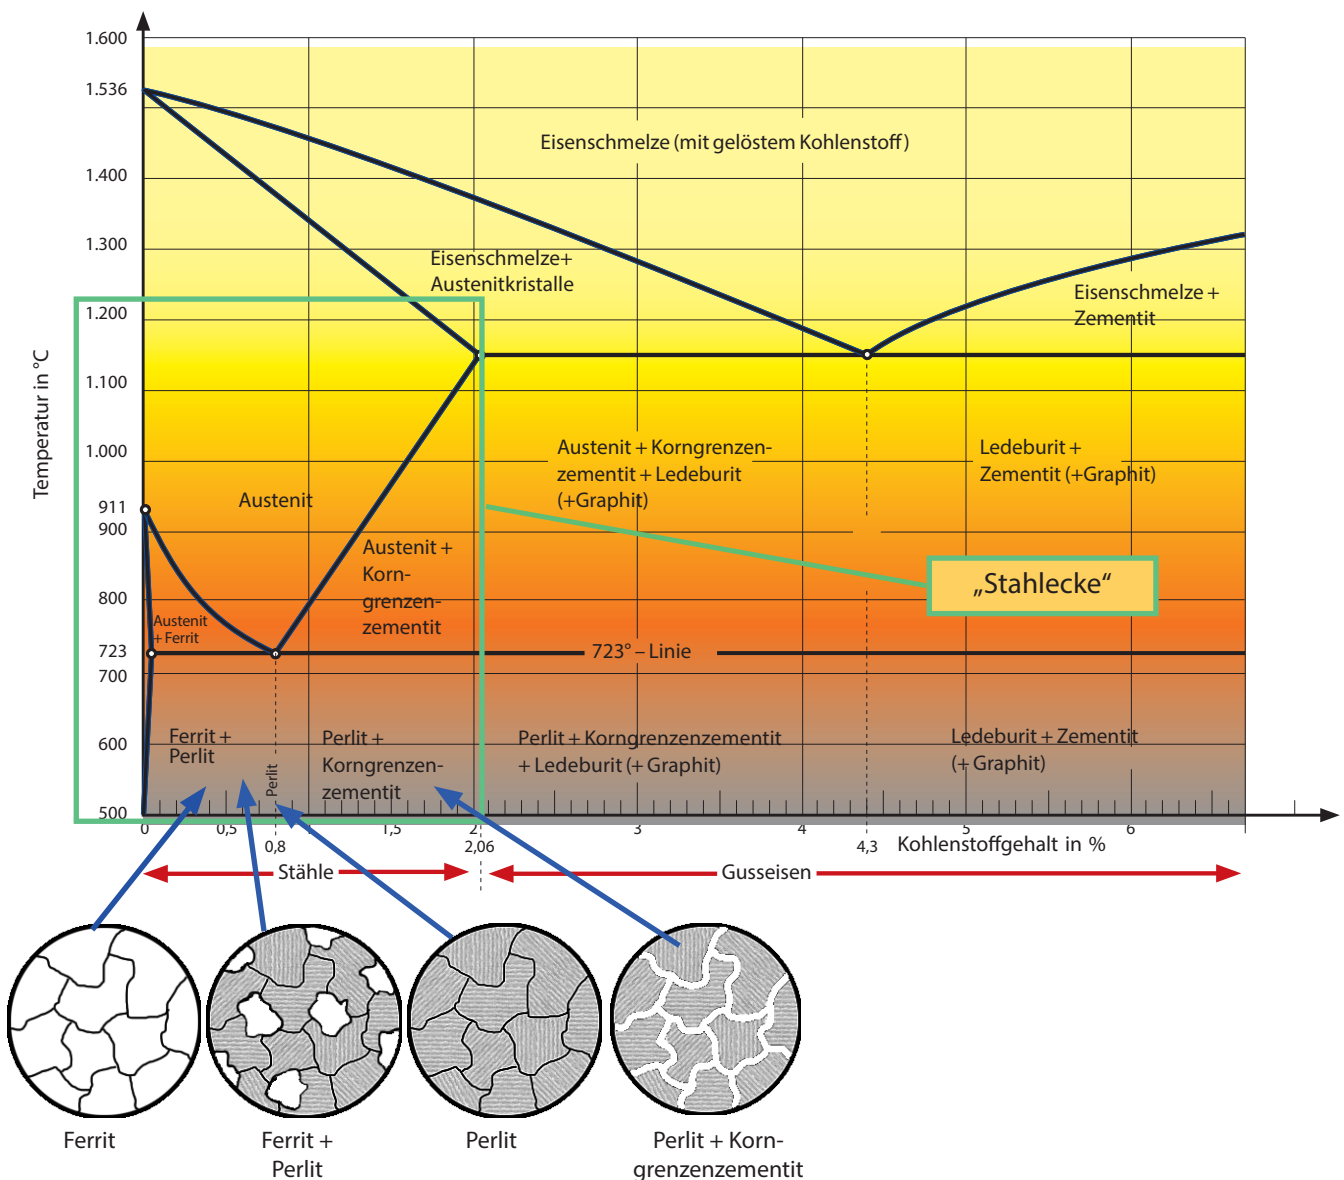 1.600
1.536
1.400
1.300
1.200
1.100
1.000
911
900
800
723
700
600
500
Temperatur in °C
Eisenschmelze (mit gelöstem Kohlenstoff)
Eisenschmelze+
Austenitkristalle
Eisenschmelze +
Zementit
Austenit
Austenit + Korngrenzen-
zementit + Ledeburit
(+Graphit)
Ledeburit +
Zementit (+Graphit)
Austenit +
Korn-
grenzen-
zementit
„Stahlecke“
Austenit
+ Ferrit
723° – Linie
Ferrit +
Perlit
Perlit
Perlit +
Korngrenzen-
zementit
Perlit + Korngrenzenzementit
+ Ledeburit (+ Graphit)
Ledeburit + Zementit
(+ Graphit)
0 0,5 1 1,5 2 3 4 5 6
0,8 2,06 4,3 Kohlenstoffgehalt in %
Stähle Gusseisen
Ferrit
Ferrit +
Perlit
Perlit
Perlit + Korn-
grenzenzementit